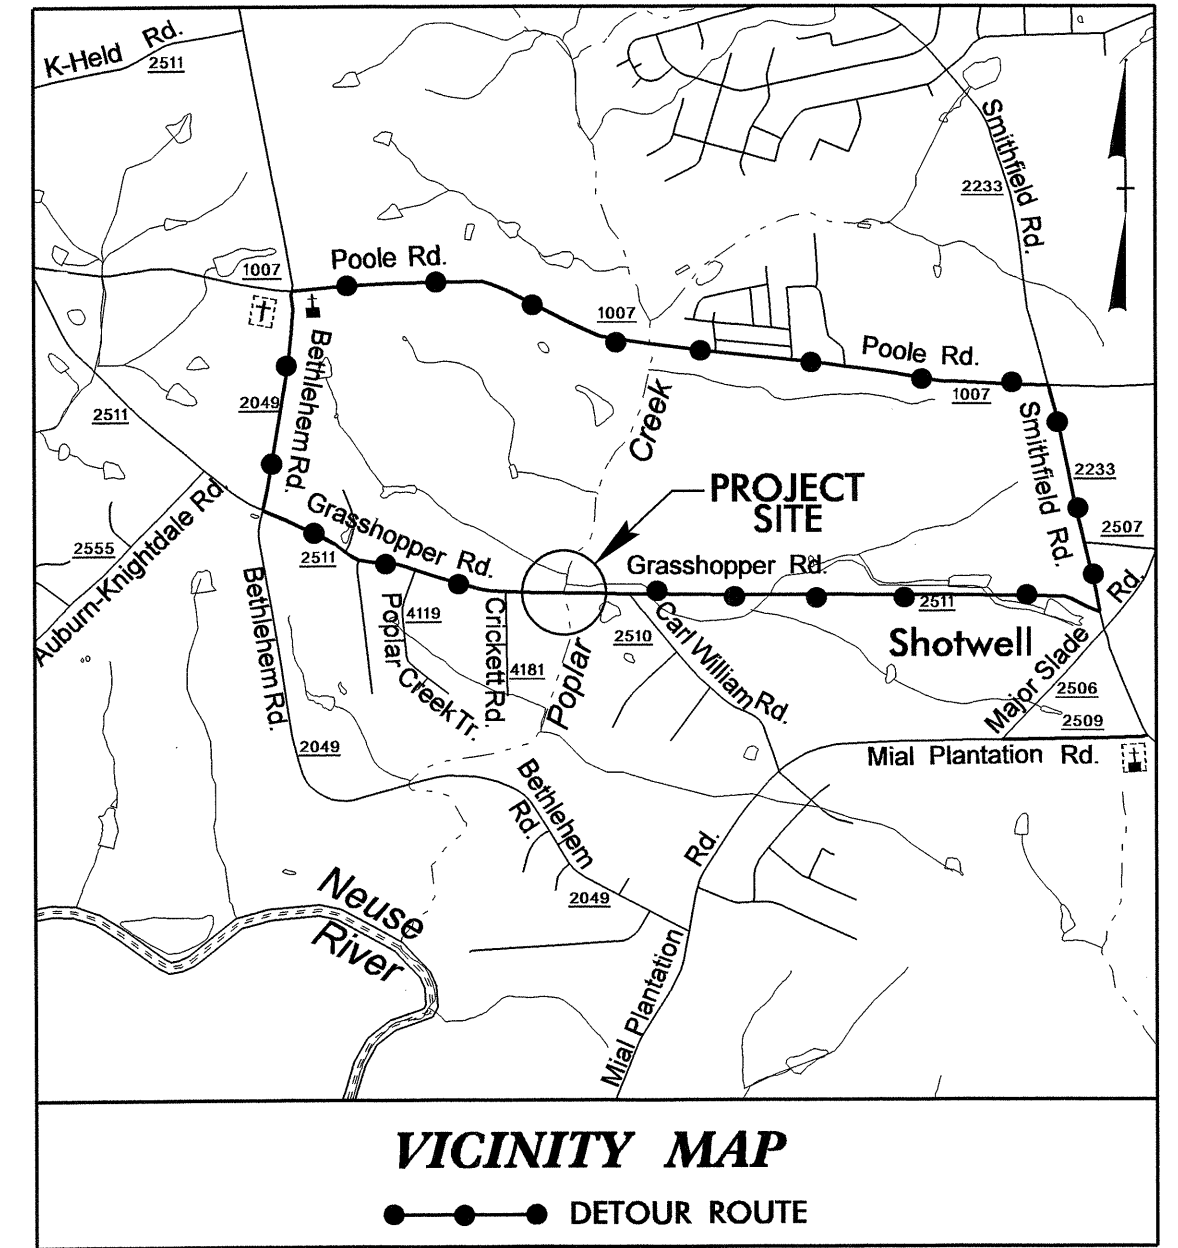 K-Held Rd.
2511
Smithfield Rd.
2233
Poole Rd.
1007
1007
Poole Rd.
1007
Bethlehem Rd.
2049
2511
Creek
Smithfield Rd.
2233
2507
PROJECT
SITE
Auburn-Knightdale Rd.
2555
Grasshopper Rd.
2511
Grasshopper Rd.
2511
Bethlehem Rd.
2049
Poplar Creek Tr.
4119
Crickett Rd.
4181
Poplar
2510
Carl William Rd.
Shotwell
Major Slade Rd.
2506
2509
Mial Plantation Rd.
Bethlehem
Rd.
2049
Rd.
Mial Plantation
Neuse
River
VICINITY MAP
DETOUR ROUTE